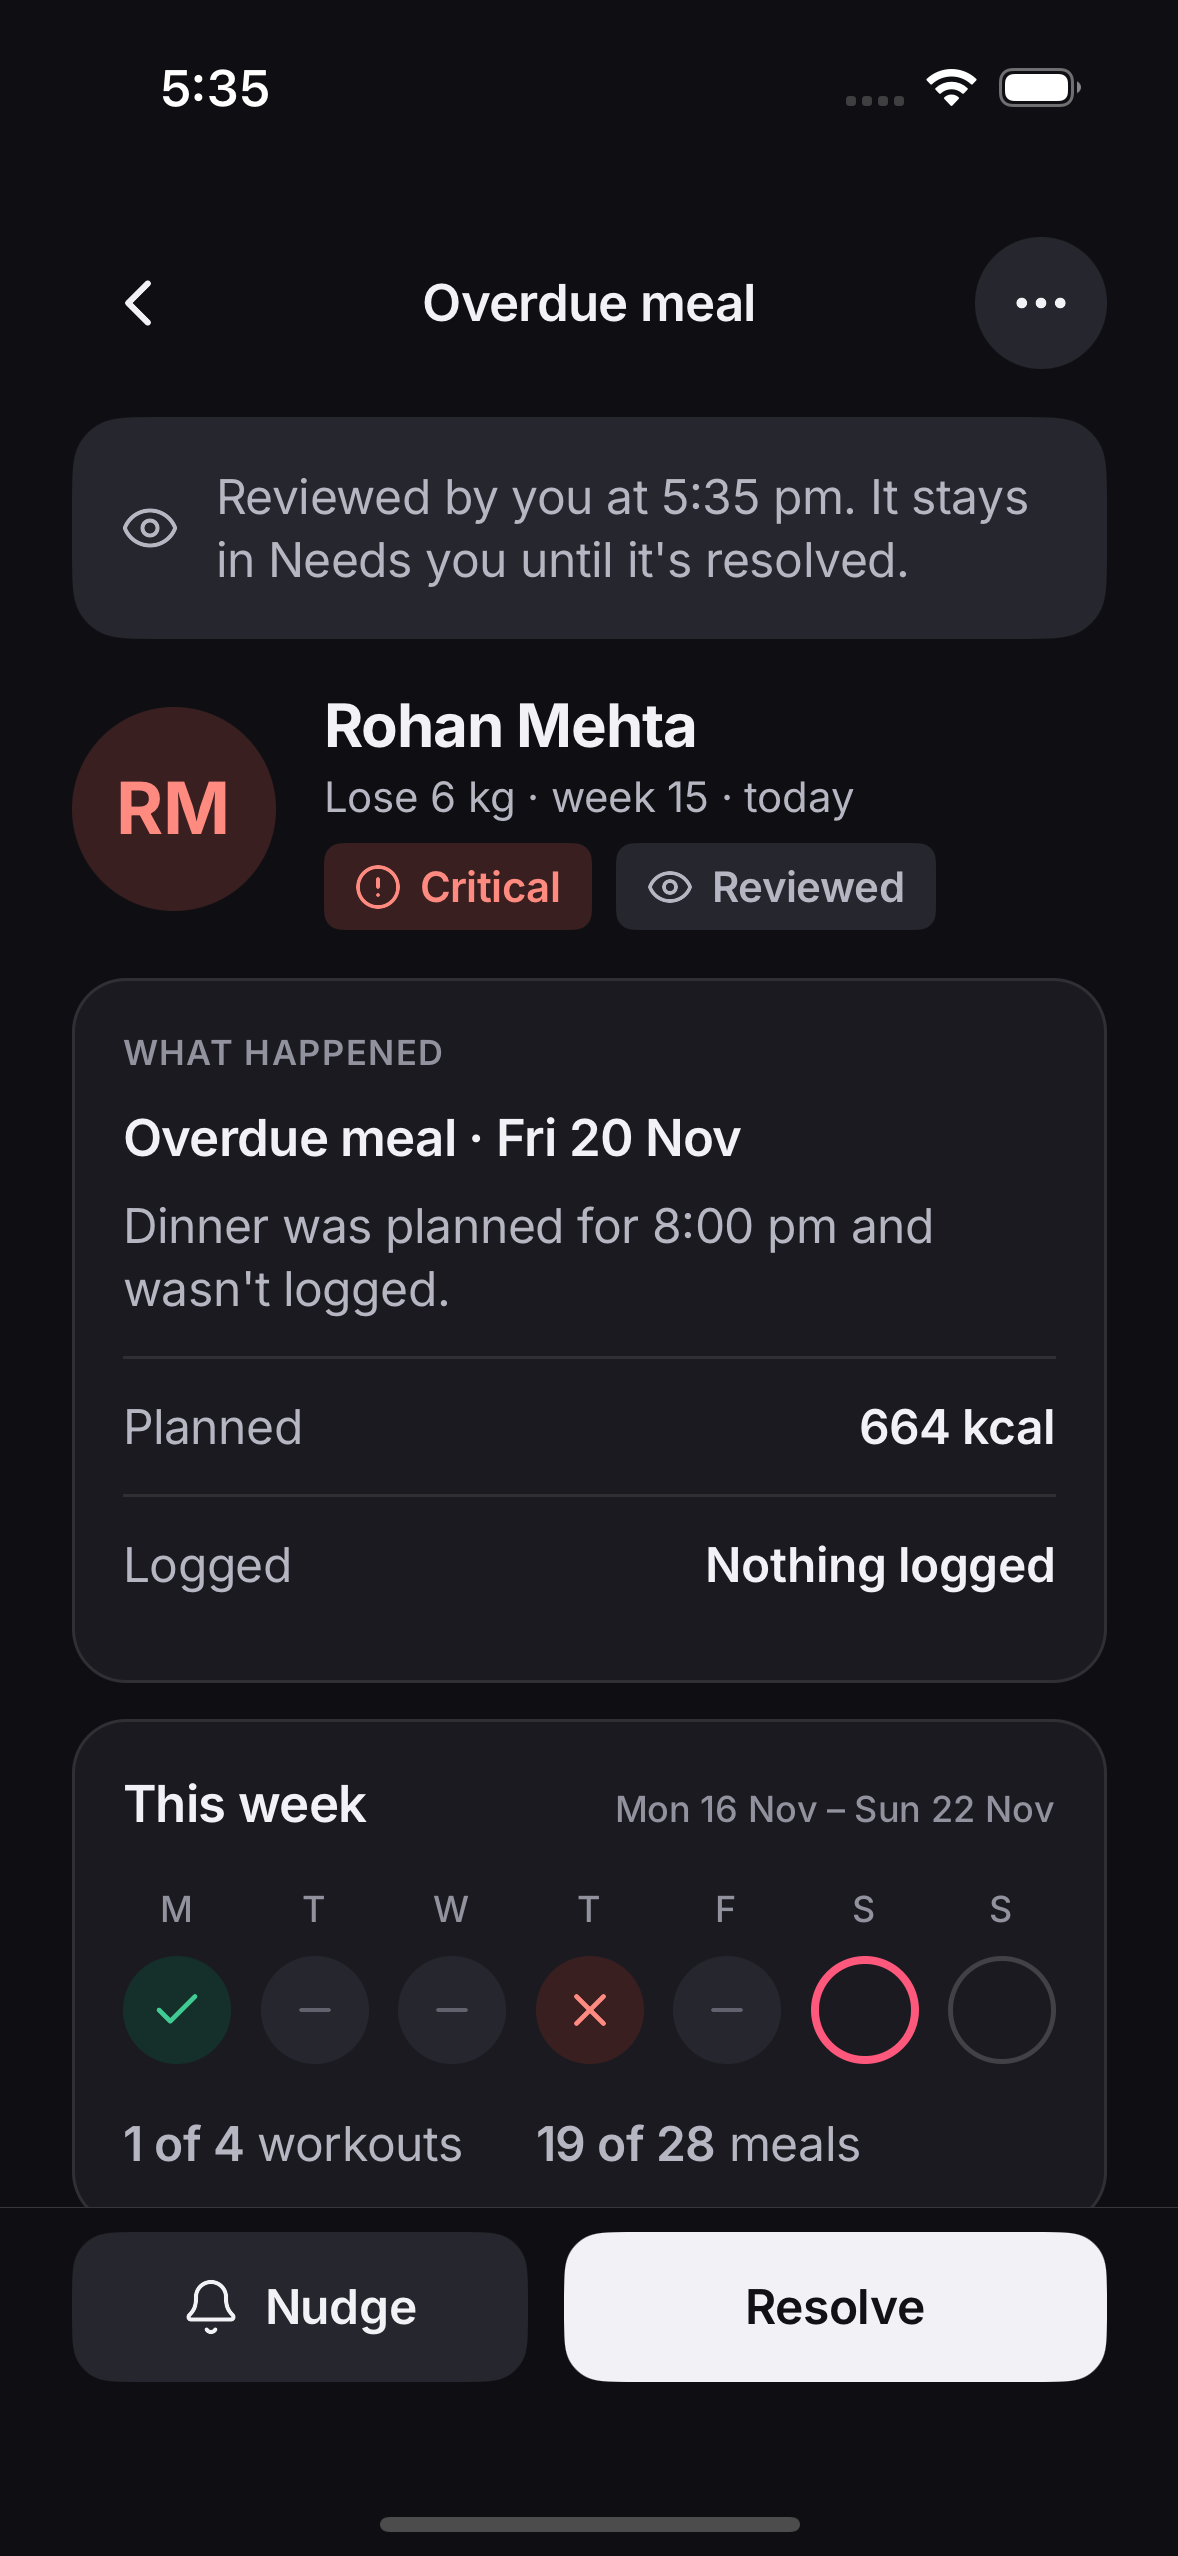 5:35
Overdue meal
Reviewed by you at 5:35 pm. It stays
in Needs you until it's resolved.
RM
Rohan Mehta
Lose 6 kg · week 15 · today
Critical
Reviewed
WHAT HAPPENED
Overdue meal · Fri 20 Nov
Dinner was planned for 8:00 pm and
wasn't logged.
Planned 664 kcal
Logged Nothing logged
This week Mon 16 Nov – Sun 22 Nov
M T W T F S S
1 of 4 workouts 19 of 28 meals
Nudge Resolve